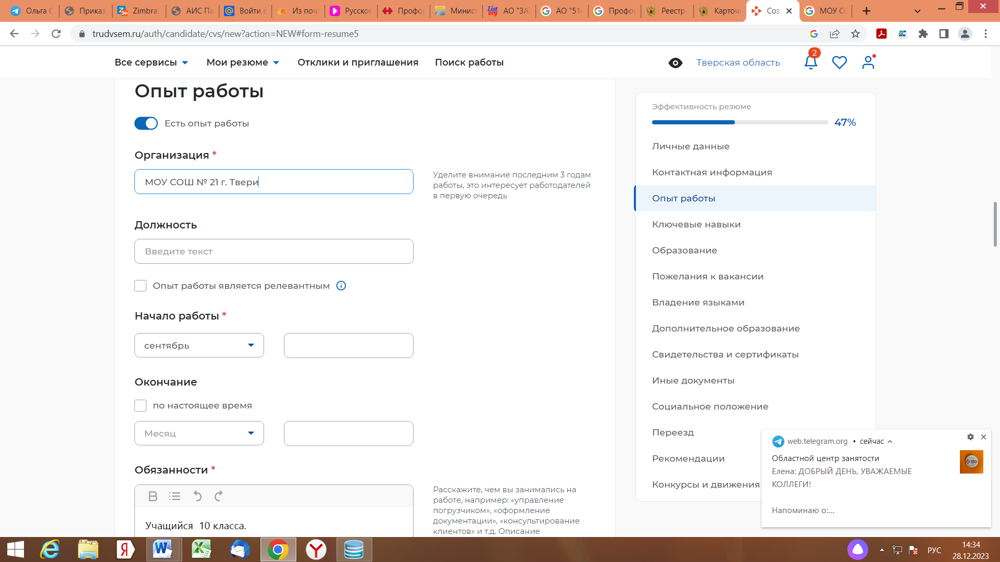 Ольга С
Приказ
Zimbra:
АИС Па
Войти в
Из поч
Русско
Профо
Минис
АО "ЗА
АО "514
Профо
Реестр
Карточ
Соз
МОУ СО
trudvsem.ru/auth/candidate/cvs/new?action=NEW#form-resume5
Все сервисы
Мои резюме
Отклики и приглашения
Поиск работы
Тверская область
2
Опыт работы
Есть опыт работы
Организация *
МОУ СОШ № 21 г. Твери
Уделите внимание последним 3 годам
работы, это интересует работодателей
в первую очередь
Должность
Введите текст
Опыт работы является релевантным
Начало работы *
сентябрь
Окончание
по настоящее время
Месяц
Обязанности *
B
Учащийся 10 класса.
Расскажите, чем вы занимались на
работе, например: «управление
погрузчиком», «оформление
документации», «консультирование
клиентов» и т.д. Описание
Эффективность резюме
47%
Личные данные
Контактная информация
Опыт работы
Ключевые навыки
Образование
Пожелания к вакансии
Владение языками
Дополнительное образование
Свидетельства и сертификаты
Иные документы
Социальное положение
Переезд
Рекомендации
Конкурсы и движения
web.telegram.org • сейчас
Областной центр занятости
Елена: ДОБРЫЙ ДЕНЬ, УВАЖАЕМЫЕ
КОЛЛЕГИ!
Напоминаю о:...
РУС
14:34
28.12.2023